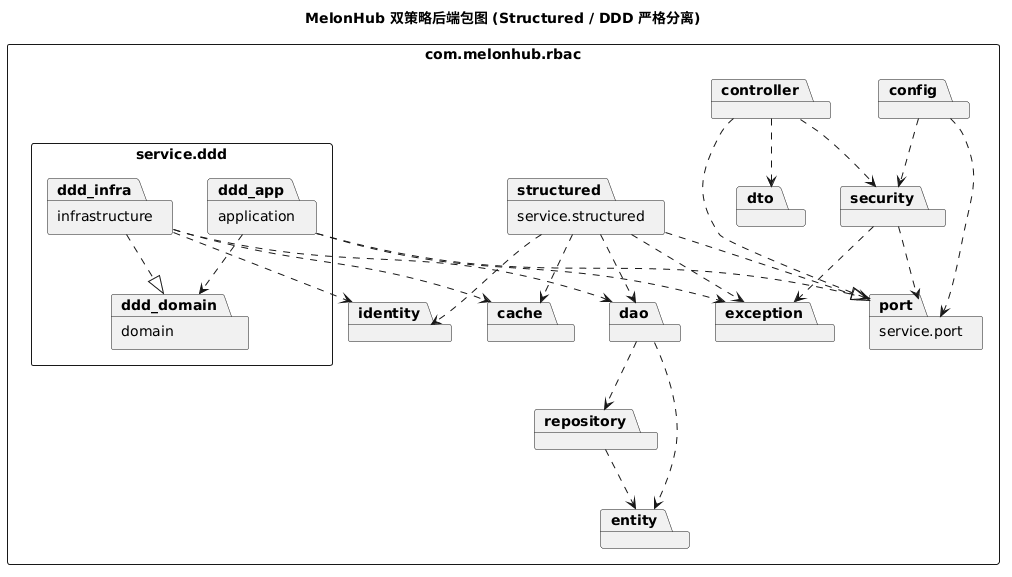 MelonHub 双策略后端包图 (Structured / DDD 严格分离)
com.melonhub.rbac
controller
config
service.ddd
ddd_infra
infrastructure
ddd_app
application
structured
service.structured
dto
security
ddd_domain
domain
identity
cache
dao
exception
port
service.port
repository
entity